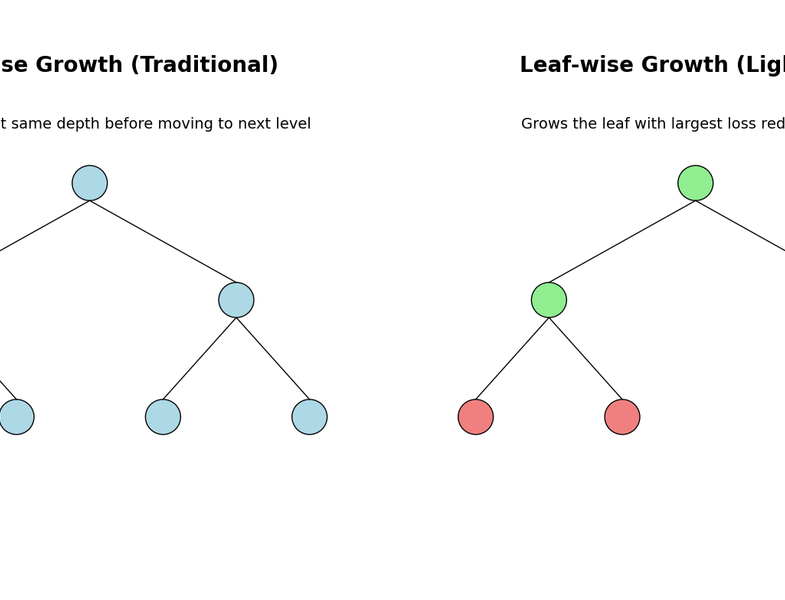 se Growth (Traditional)
Leaf-wise Growth (Ligh
t same depth before moving to next level
Grows the leaf with largest loss red